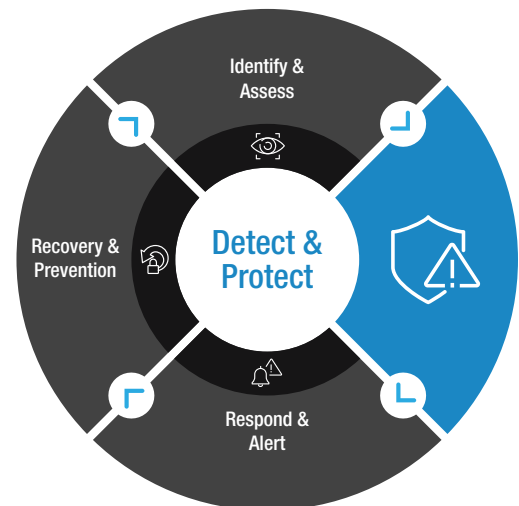 Identify &
Assess
Recovery &
Prevention
Detect &
Protect
Respond &
Alert